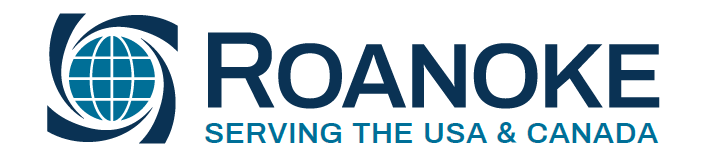 ROANOKE
SERVING THE USA & CANADA